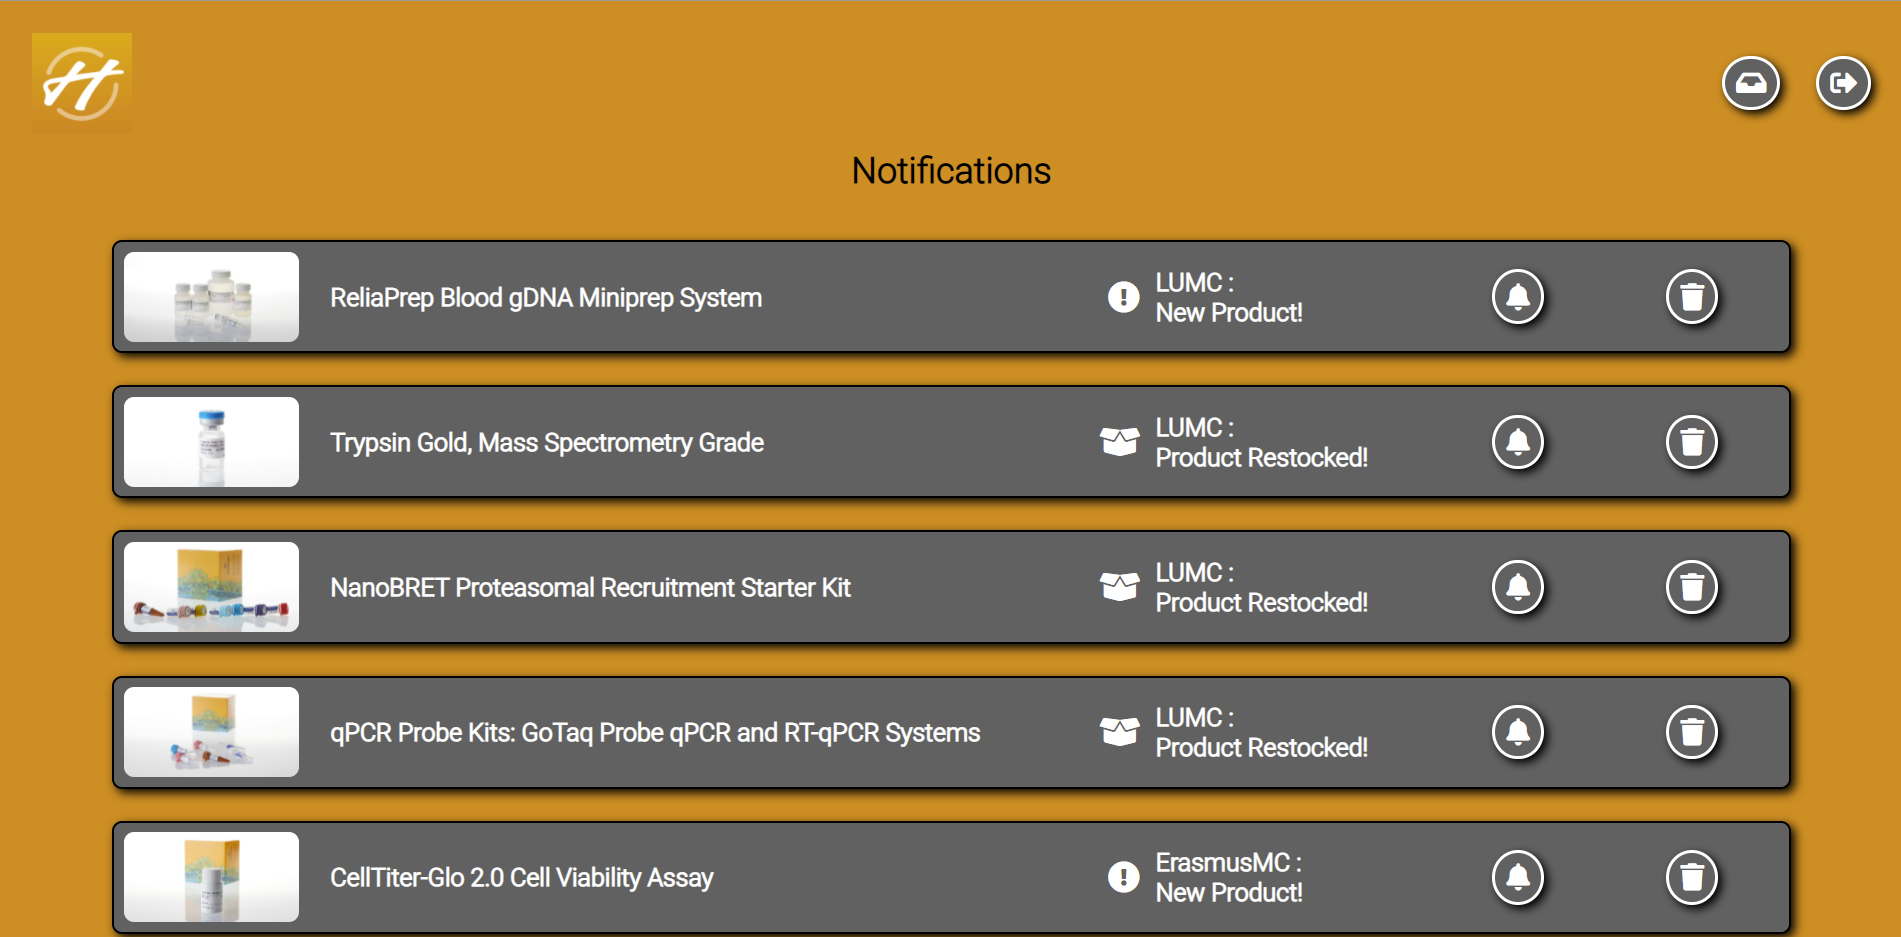 H
Notifications
ReliaPrep Blood gDNA Miniprep System
LUMC :
New Product!
Trypsin Gold, Mass Spectrometry Grade
LUMC :
Product Restocked!
NanoBRET Proteasomal Recruitment Starter Kit
LUMC :
Product Restocked!
qPCR Probe Kits: GoTaq Probe qPCR and RT-qPCR Systems
LUMC :
Product Restocked!
CellTiter-Glo 2.0 Cell Viability Assay
ErasmusMC :
New Product!